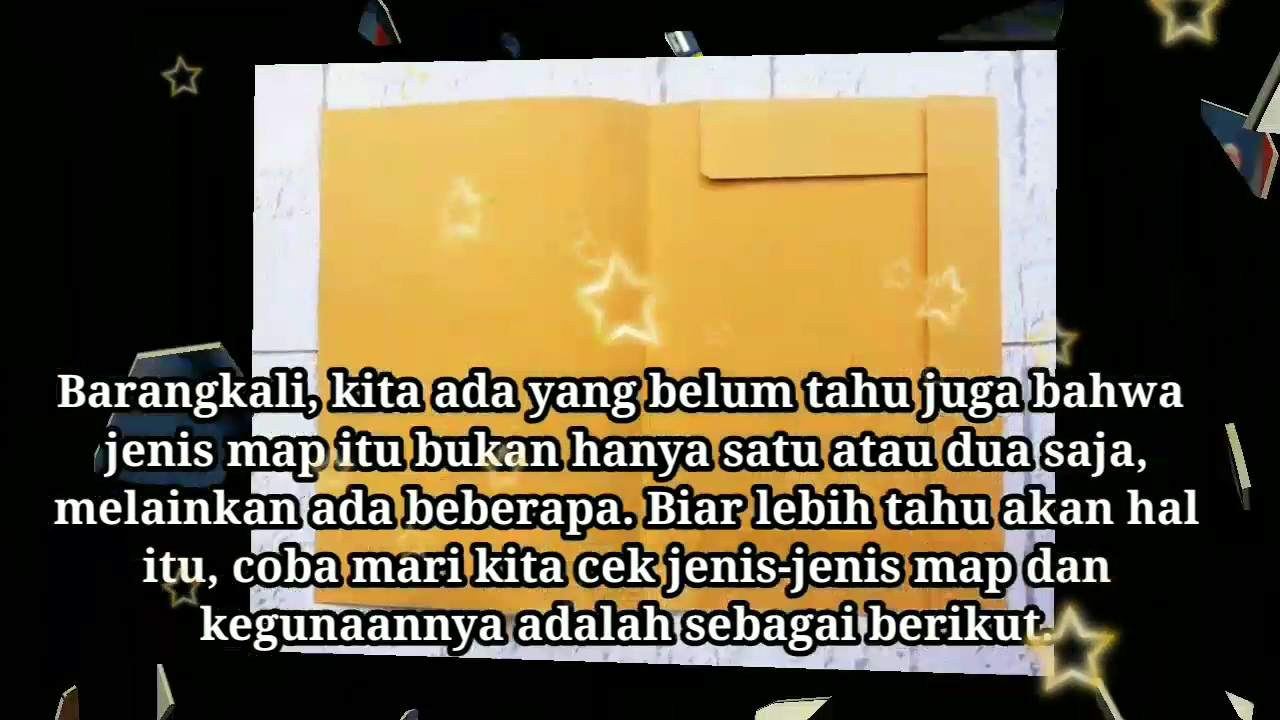 Barangkali, kita ada yang belum tahu juga bahwa
jenis map itu bukan hanya satu atau dua saja,
melainkan ada beberapa. Biar lebih tahu akan hal
itu, coba mari kita cek jenis-jenis map dan
kegunaannya adalah sebagai berikut.